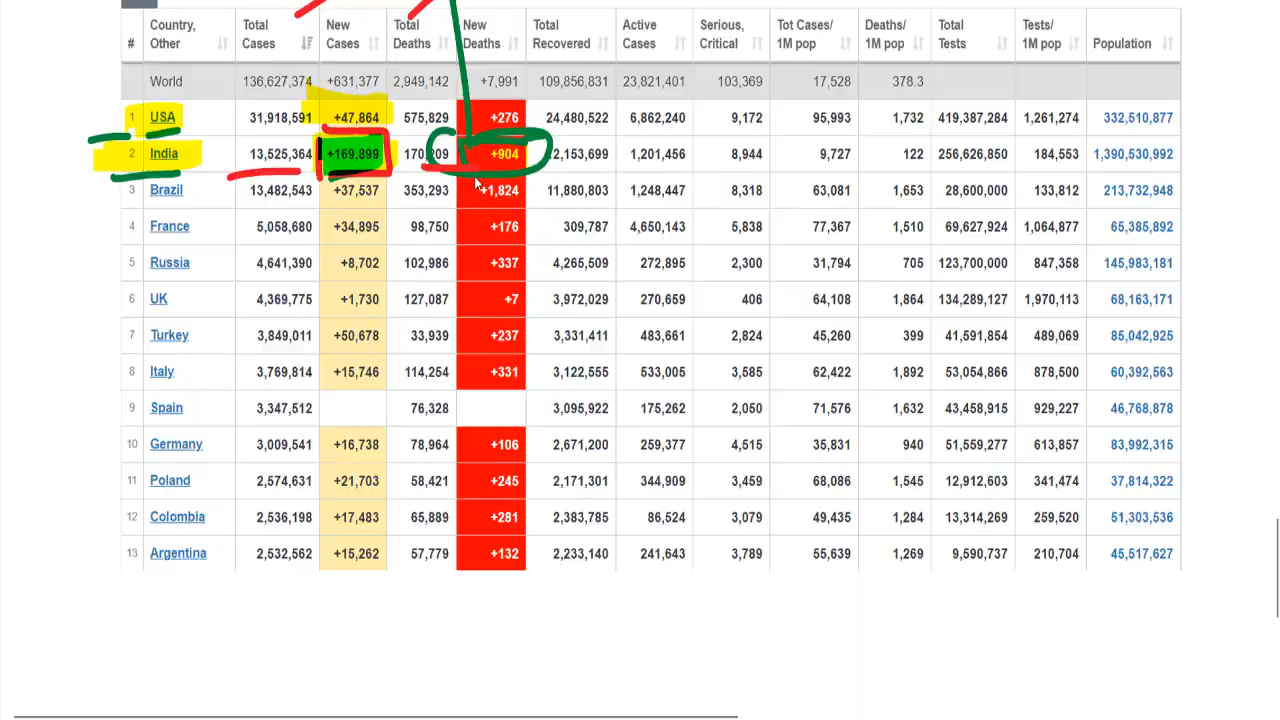 # Country, Other Total Cases New Cases Total Deaths New Deaths Total Recovered Active Cases Serious, Critical Tot Cases/ 1M pop Deaths/ 1M pop Total Tests Tests/ 1M pop Population
World 136,627,374 +631,377 2,949,142 +7,991 109,856,831 23,821,401 103,369 17,528 378.3
1 USA 31,918,591 +47,864 575,829 +276 24,480,522 6,862,240 9,172 95,993 1,732 419,387,284 1,261,274 332,510,877
2 India 13,525,364 +169,899 170,209 +904 12,153,699 1,201,456 8,944 9,727 122 256,626,850 184,553 1,390,530,992
3 Brazil 13,482,543 +37,537 353,293 +1,824 11,880,803 1,248,447 8,318 63,081 1,653 28,600,000 133,812 213,732,948
4 France 5,058,680 +34,895 98,750 +176 309,787 4,650,143 5,838 77,367 1,510 69,627,924 1,064,877 65,385,892
5 Russia 4,641,390 +8,702 102,986 +337 4,265,509 272,895 2,300 31,794 705 123,700,000 847,358 145,983,181
6 UK 4,369,775 +1,730 127,087 +7 3,972,029 270,659 406 64,108 1,864 134,289,127 1,970,113 68,163,171
7 Turkey 3,849,011 +50,678 33,939 +237 3,331,411 483,661 2,824 45,260 399 41,591,854 489,069 85,042,925
8 Italy 3,769,814 +15,746 114,254 +331 3,122,555 533,005 3,585 62,422 1,892 53,054,866 878,500 60,392,563
9 Spain 3,347,512 76,328 3,095,922 175,262 2,050 71,576 1,632 43,458,915 929,227 46,768,878
10 Germany 3,009,541 +16,738 78,964 +106 2,671,200 259,377 4,515 35,831 940 51,559,277 613,857 83,992,315
11 Poland 2,574,631 +21,703 58,421 +245 2,171,301 344,909 3,459 68,086 1,545 12,912,603 341,474 37,814,322
12 Colombia 2,536,198 +17,483 65,889 +281 2,383,785 86,524 3,079 49,435 1,284 13,314,269 259,520 51,303,536
13 Argentina 2,532,562 +15,262 57,779 +132 2,233,140 241,643 3,789 55,639 1,269 9,590,737 210,704 45,517,627